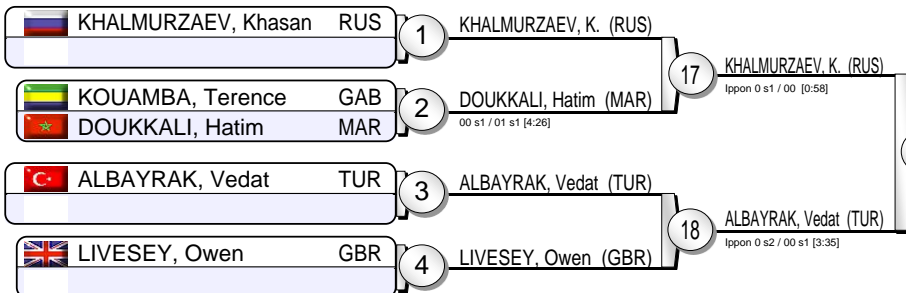 KHALMURZAEV, Khasan RUS
1
KHALMURZAEV, K. (RUS)
KOUAMBA, Terence GAB
DOUKKALI, Hatim MAR
2
DOUKKALI, Hatim (MAR)
00 s1 / 01 s1 [4:26]
17
KHALMURZAEV, K. (RUS)
Ippon 0 s1 / 00 [0:58]
ALBAYRAK, Vedat TUR
3
ALBAYRAK, Vedat (TUR)
LIVESEY, Owen GBR
4
LIVESEY, Owen (GBR)
18
ALBAYRAK, Vedat (TUR)
Ippon 0 s2 / 00 s1 [3:35]